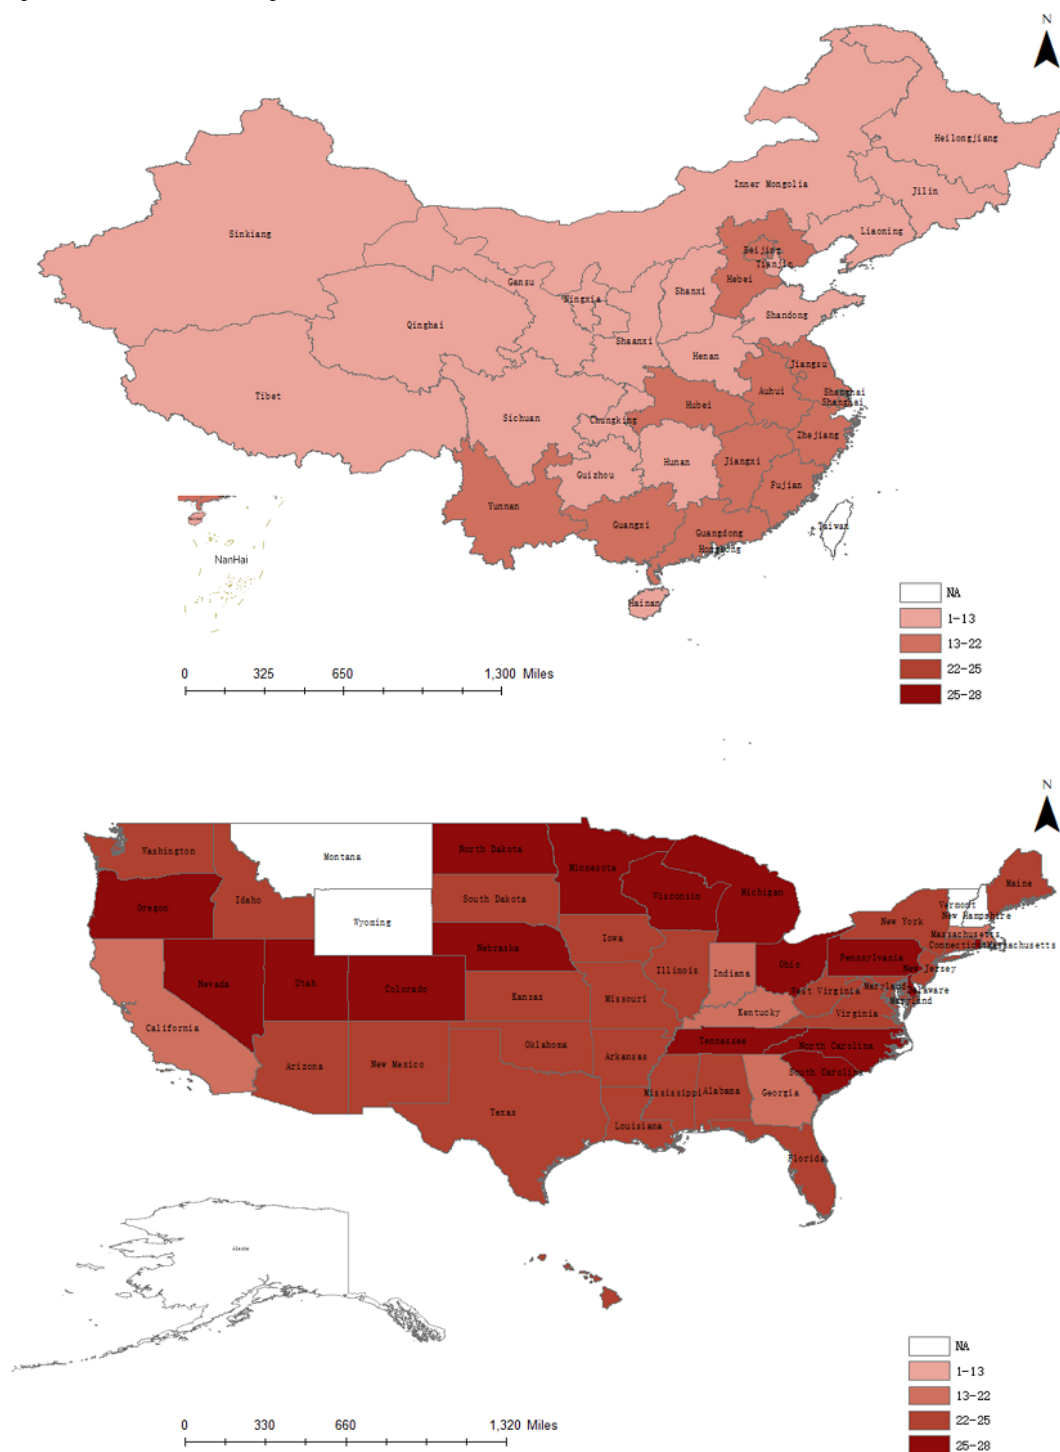 N
Heilongjiang
Inner Mongolia
Jilin
Sinkiang
Liaoning
Beijing
Tianjin
Gansu
Hebei
Shanxi
Ningxia
Shandong
Qinghai
Shaanxi
Henan
Jiangsu
Tibet
Auhui
Shanghai
Hubei
Shanghai
Sichuan
Chungking
Zhejiang
Jiangxi
Hunan
Guizhou
Fujian
Yunnan
Guangxi
Guangdong
Taiwan
Hongkong
NanHai
Hainan
NA
1-13
13-22
22-25
25-28
0 325 650 1,300 Miles
N
Washington
North Dakota
Montana
Minnesota
Wisconsin
Michigan
Maine
Idaho
South Dakota
Vermont
Oregon
New Hampshire
Wyoming
New York
Massachusetts
Iowa
Connecticut
Massachusetts
Nebraska
Pennsylvania
Ohio
Nevada
Utah
Colorado
Illinois
Indiana
New Jersey
Maryland
Delaware
West Virginia
Kansas
Missouri
Maryland
Kentucky
Virginia
California
Oklahoma
Tennessee
North Carolina
Arkansas
Arizona
New Mexico
South Carolina
Mississippi
Alabama
Georgia
Texas
Louisiana
Florida
Alaska
NA
1-13
13-22
22-25
25-28
0 330 660 1,320 Miles